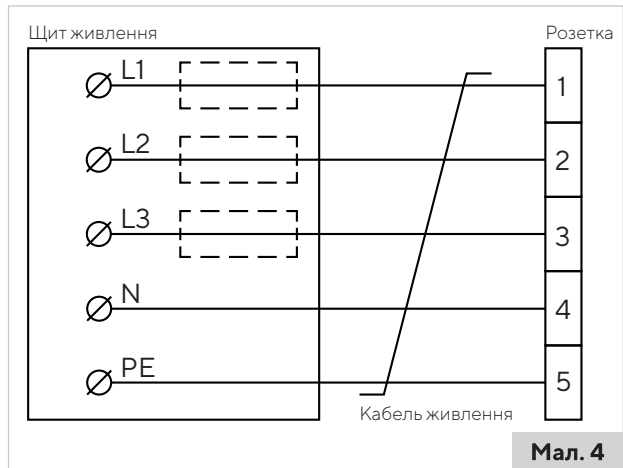 Щит живлення
Розетка
L1
1
L2
2
L3
3
N
4
PE
5
Кабель живлення
Мал. 4